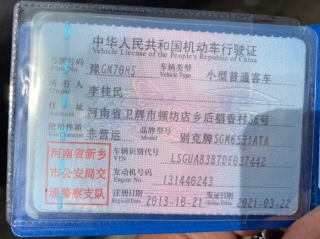 中华人民共和国机动车行驶证
Vehicle License of the People's Republic of China
号牌号码 豫GM70H5 车辆类型 小型普通客车
Plate No. Vehicle Type
所有人 李桂民
Owner
住址 河南省卫辉市顿坊店乡后稻香村36号
Address
使用性质 非营运 品牌型号 别克牌SGM6531ATA
Use Character Model
河南省新乡市公安局交通警察支队
车辆识别代号
VIN LSGUA83B7DE037442
发动机号码 131440243
Engine No.
注册日期 2013-10-21 发证日期 2021-03-22
Register Date Issue Date